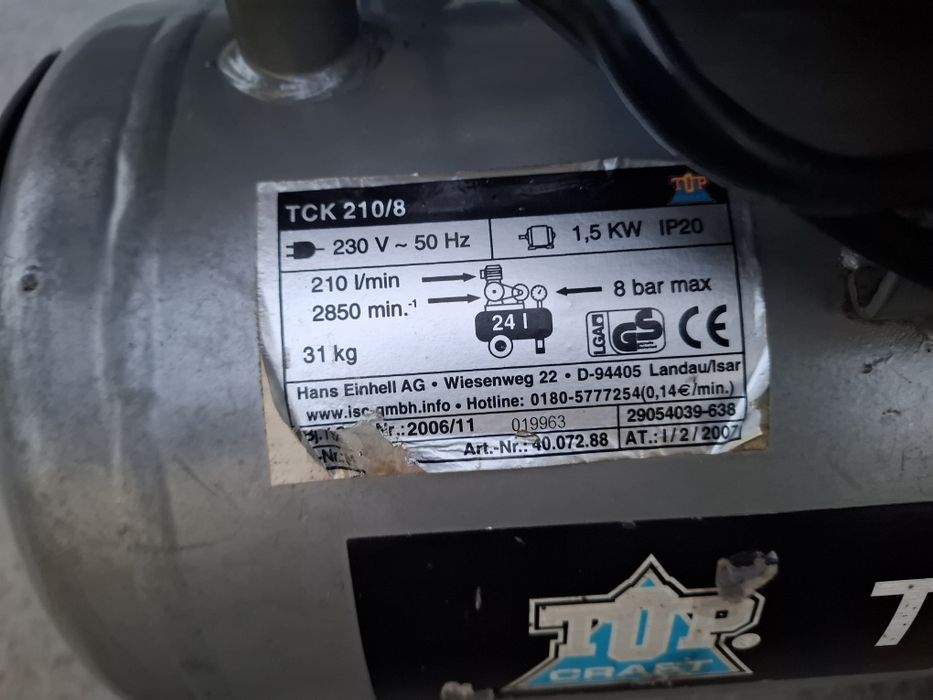 TOP
TCK 210/8
230 V ~ 50 Hz
1,5 KW IP20
210 l/min
2850 min.-1
8 bar max
24 l
31 kg
LGA
GS
CE
Hans Einhell AG • Wiesenweg 22 • D-94405 Landau/Isar
www.isc-gmbh.info • Hotline: 0180-5777254(0,14€/min.)
Nr.:2006/11 019963 29054039-638
Art.-Nr.: 40.072.88 AT.: I/2/2007
TOP
CRAFT
T